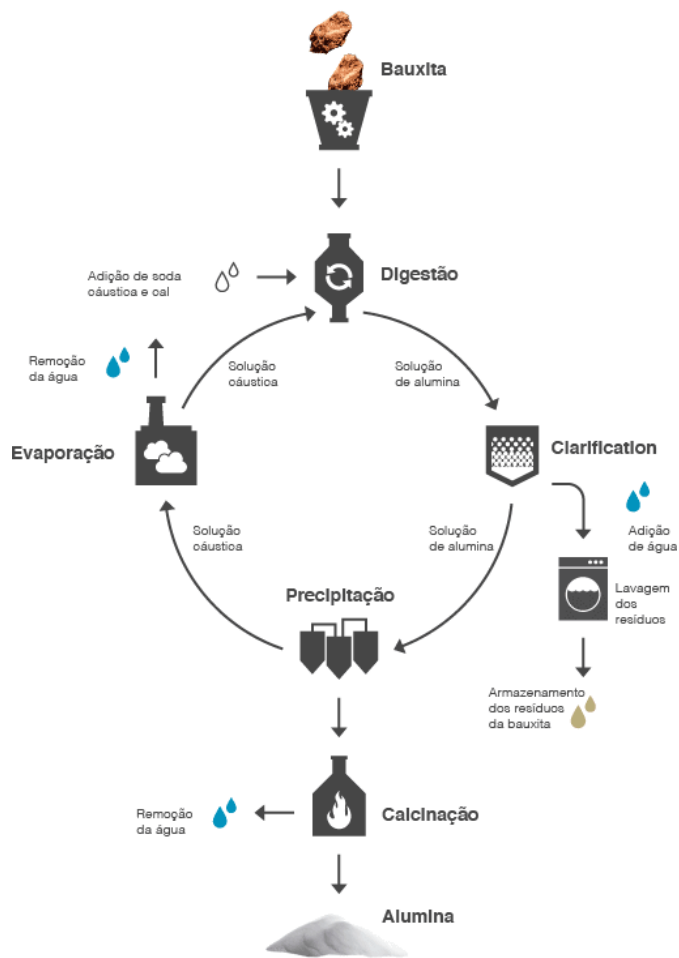 Bauxita
Digestão
Adição de soda
cáustica e cal
Remoção
da água
Solução
cáustica
Solução
de alumina
Evaporação
Clarification
Solução
cáustica
Solução
de alumina
Adição
de água
Precipitação
Lavagem
dos
resíduos
Armazenamento
dos resíduos
da bauxita
Remoção
da água
Calcinação
Alumina